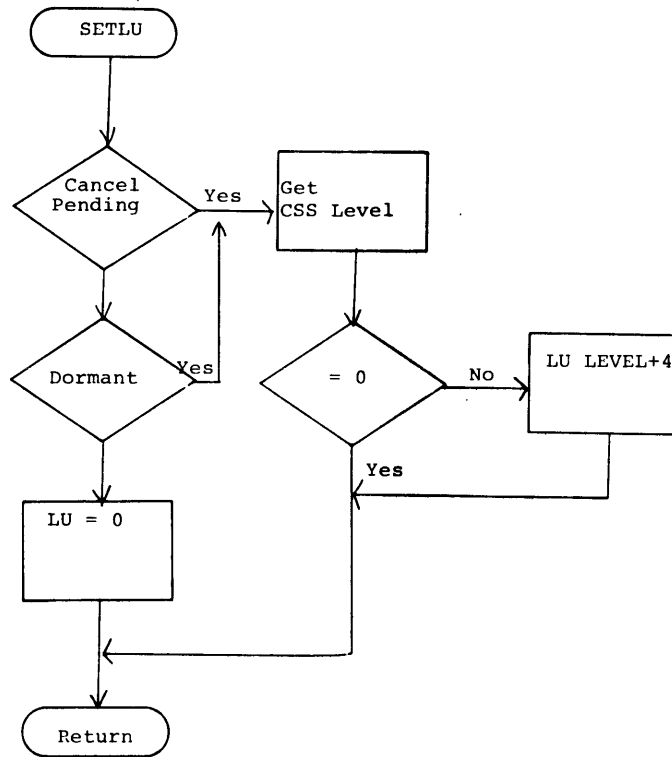 SETLU
Cancel
Pending
Yes
Get
CSS Level
Dormant
Yes
= 0
No
LU LEVEL+4
Yes
LU = 0
Return